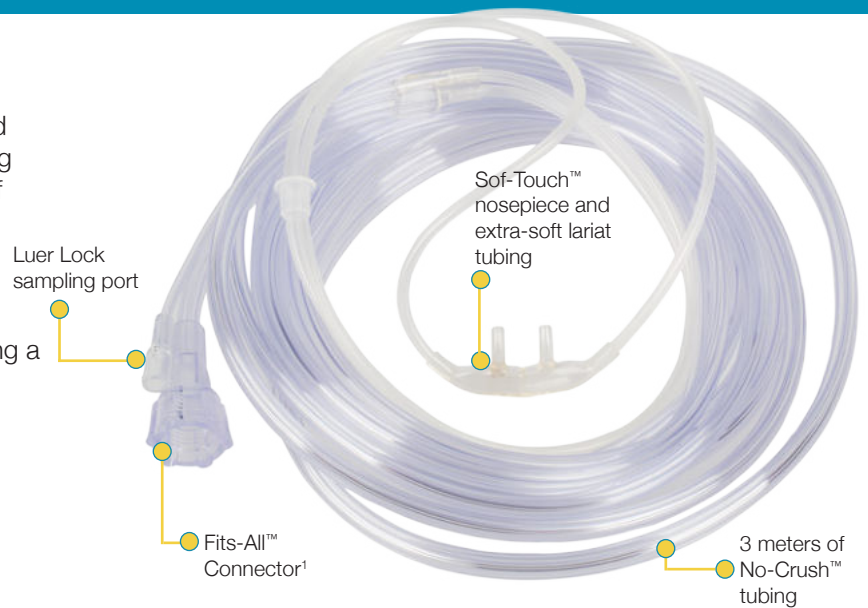 d
g
f
ng a
Luer Lock
sampling port
Sof-Touch™
nosepiece and
extra-soft lariat
tubing
Fits-All™
Connector¹
3 meters of
No-Crush™
tubing